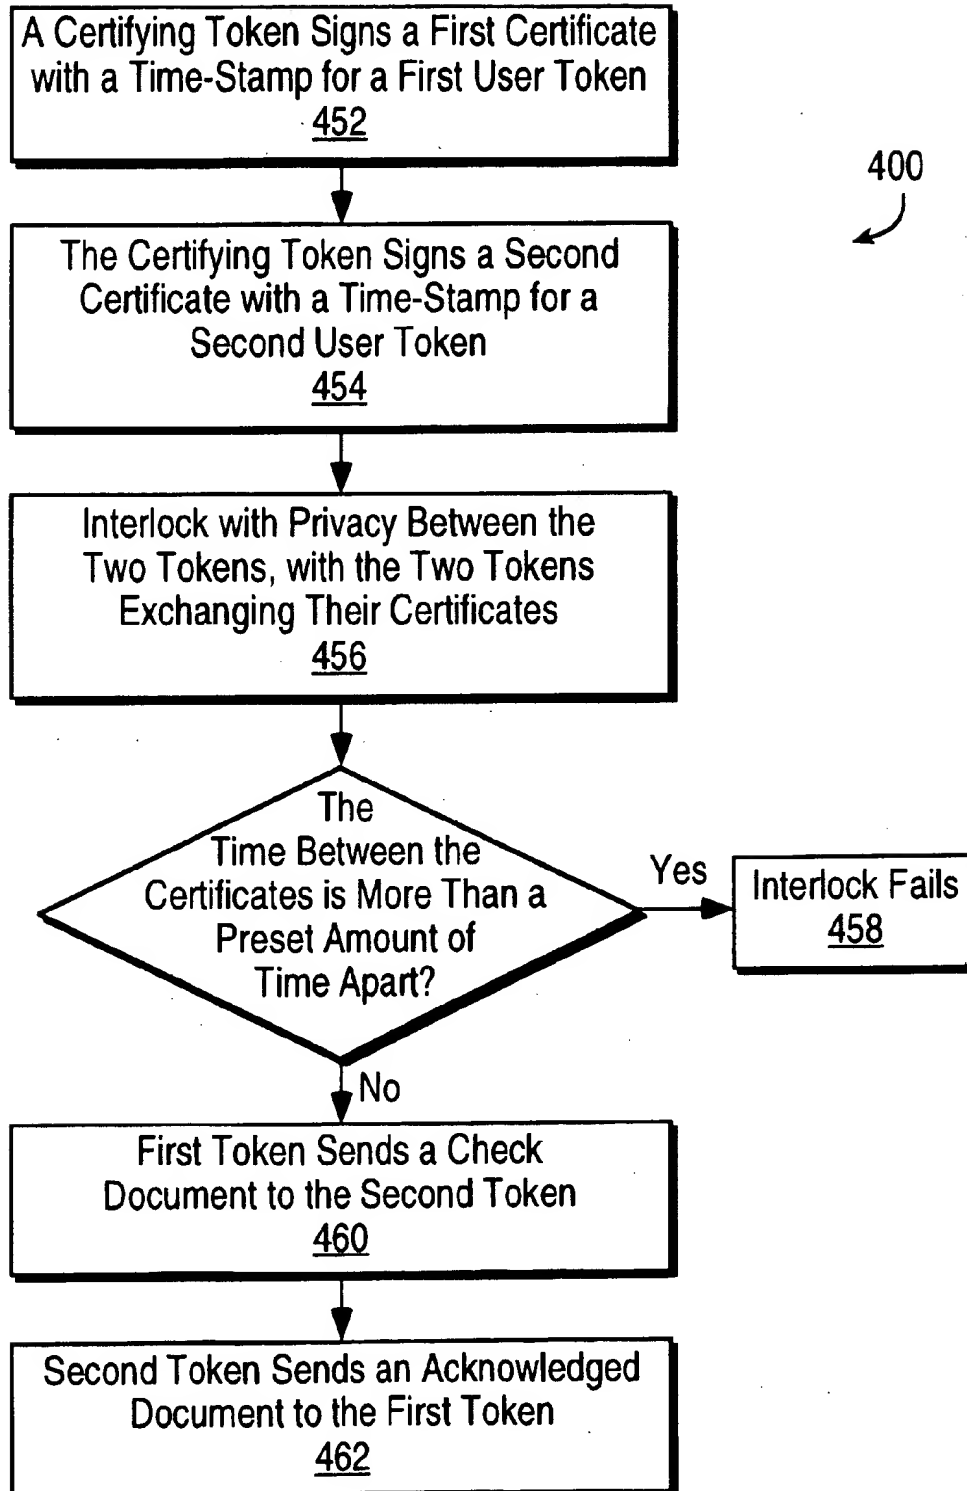 A Certifying Token Signs a First Certificate
with a Time-Stamp for a First User Token
452
400
The Certifying Token Signs a Second
Certificate with a Time-Stamp for a
Second User Token
454
Interlock with Privacy Between the
Two Tokens, with the Two Tokens
Exchanging Their Certificates
456
The
Time Between the
Certificates is More Than a
Preset Amount of
Time Apart?
Yes
Interlock Fails
458
No
First Token Sends a Check
Document to the Second Token
460
Second Token Sends an Acknowledged
Document to the First Token
462